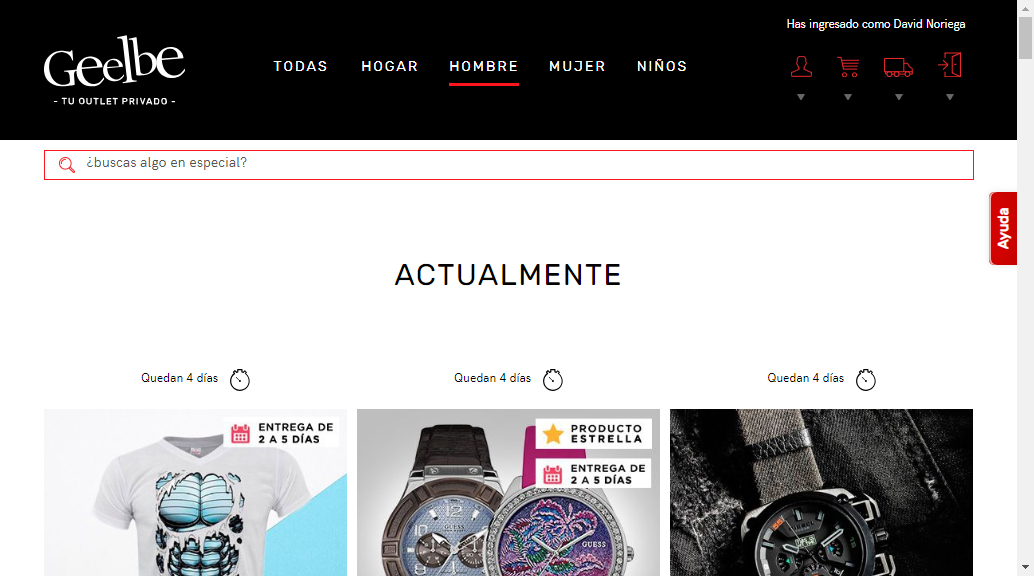 Has ingresado como David Noriega
Geelbe
- TU OUTLET PRIVADO -
TODAS HOGAR HOMBRE MUJER NIÑOS
¿buscas algo en especial?
Ayuda
ACTUALMENTE
Quedan 4 días Quedan 4 días Quedan 4 días
ENTREGA DE
2 A 5 DÍAS
PRODUCTO
ESTRELLA
ENTREGA DE
2 A 5 DÍAS
GUESS